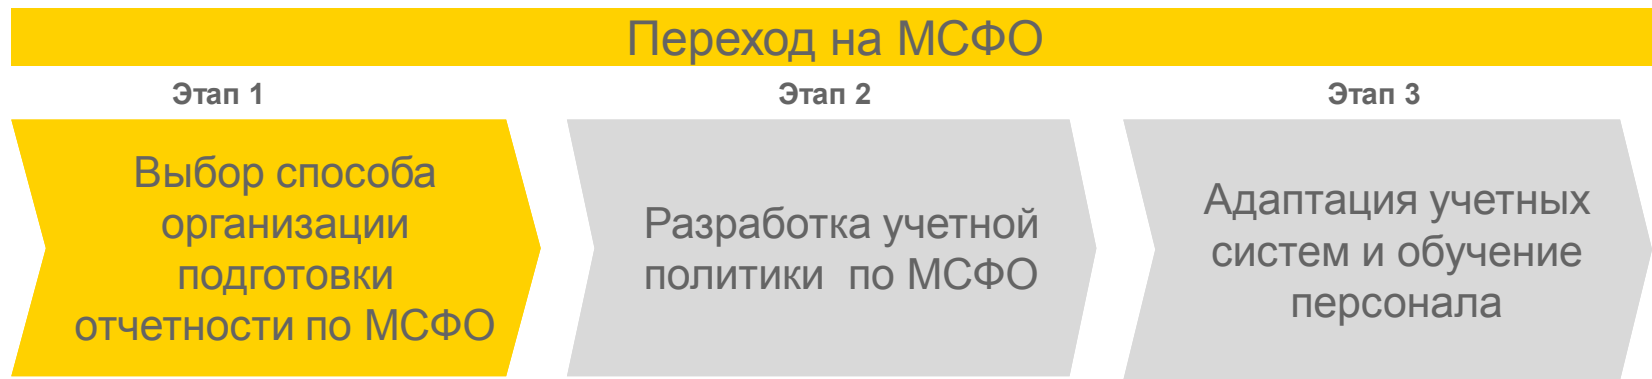 Переход на МСФО
Этап 1
Этап 2
Этап 3
Выбор способа
организации
подготовки
отчетности по МСФО
Разработка учетной
политики  по МСФО
Адаптация учетных
систем и обучение
персонала